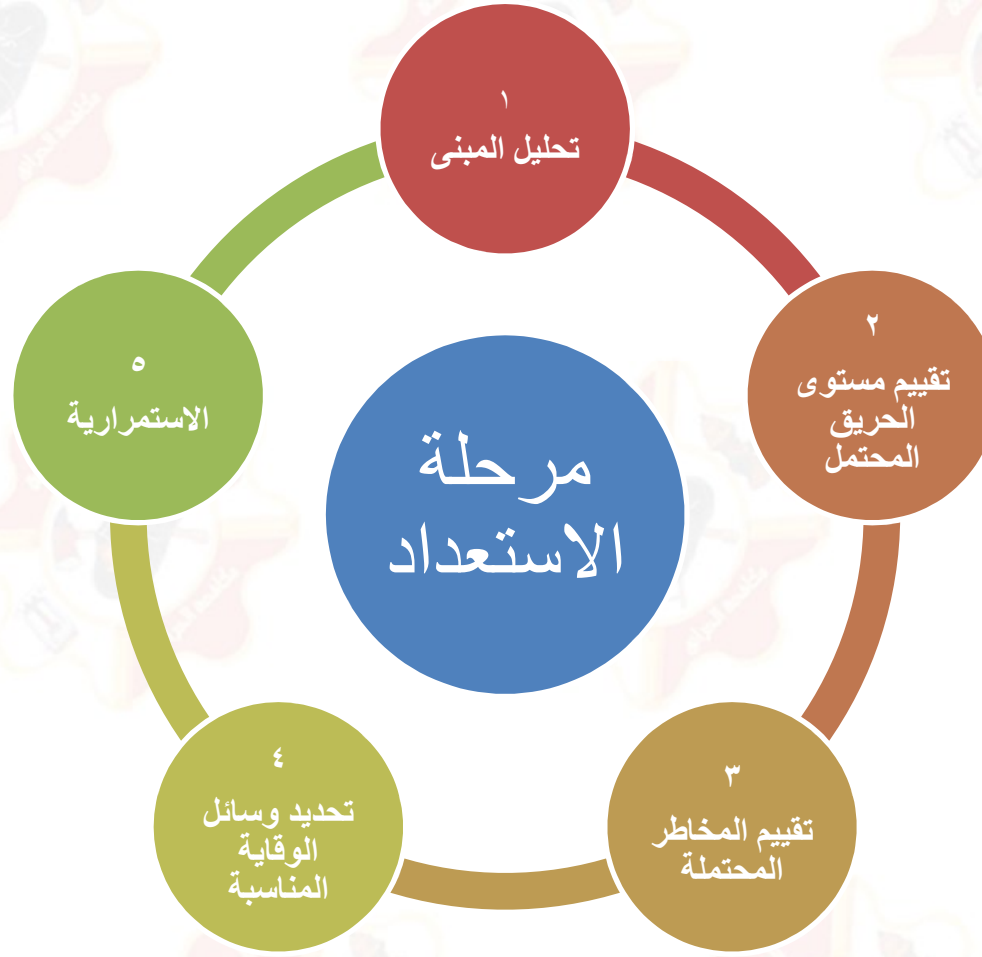 ١
تحليل المبنى
٢
تقييم مستوى
الحريق
المحتمل
٣
تقييم المخاطر
المحتملة
٤
تحديد وسائل
الوقاية
المناسبة
٥
الاستمرارية
مرحلة
الاستعداد